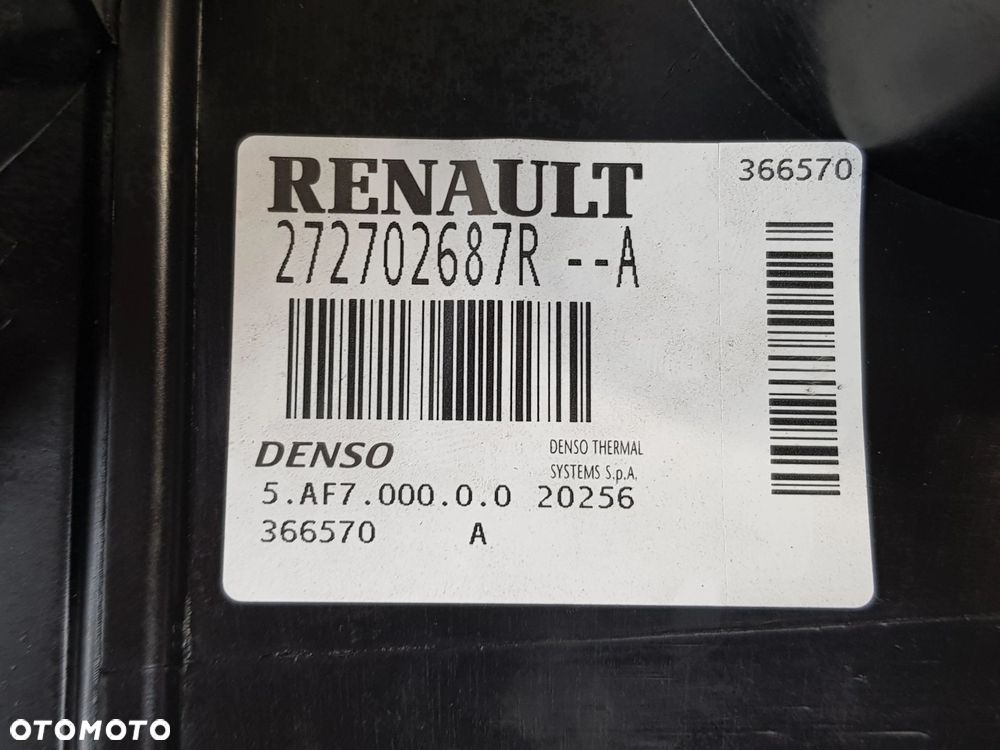 RENAULT
366570
272702687R --A
DENSO
DENSO THERMAL
SYSTEMS S.p.A.
5.AF7.000.0.0 20256
366570 A
OTOMOTO